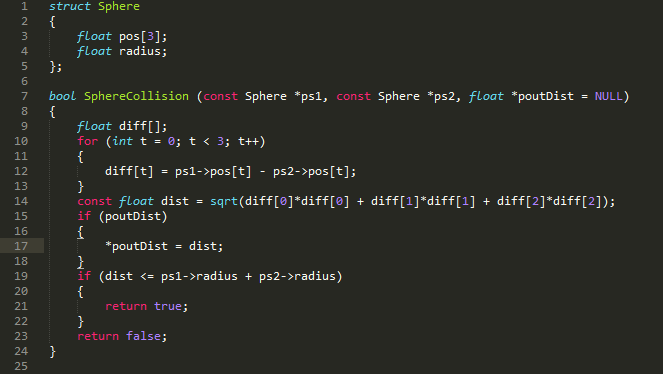 1 struct Sphere
2 {
3     float pos[3];
4     float radius;
5 };
6
7 bool SphereCollision (const Sphere *ps1, const Sphere *ps2, float *poutDist = NULL)
8 {
9     float diff[];
10     for (int t = 0; t < 3; t++)
11     {
12         diff[t] = ps1->pos[t] - ps2->pos[t];
13     }
14     const float dist = sqrt(diff[0]*diff[0] + diff[1]*diff[1] + diff[2]*diff[2]);
15     if (poutDist)
16     {
17         *poutDist = dist;
18     }
19     if (dist <= ps1->radius + ps2->radius)
20     {
21         return true;
22     }
23     return false;
24 }
25